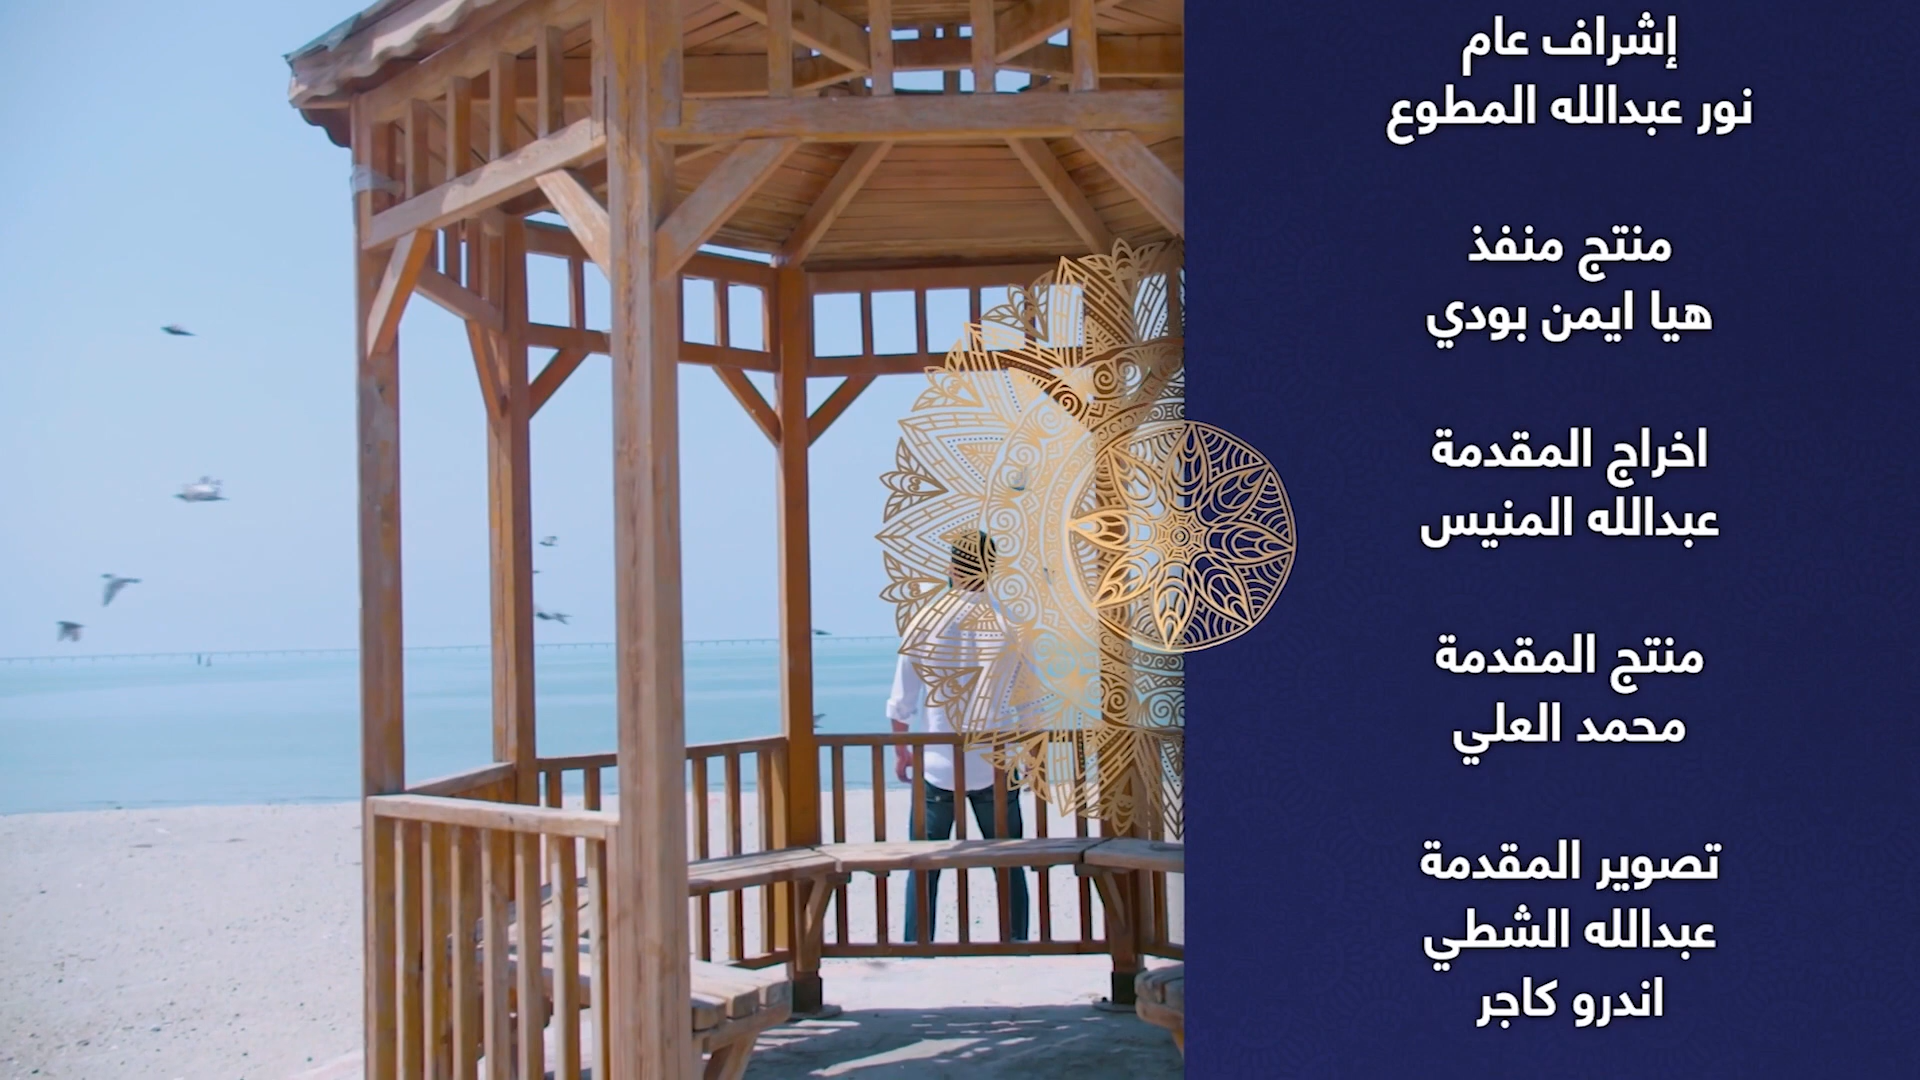 إشراف عام
نور عبدالله المطوع
منتج منفذ
هيا ايمن بودي
اخراج المقدمة
عبدالله المنيس
منتج المقدمة
محمد العلي
تصوير المقدمة
عبدالله الشطي
اندرو كاجر